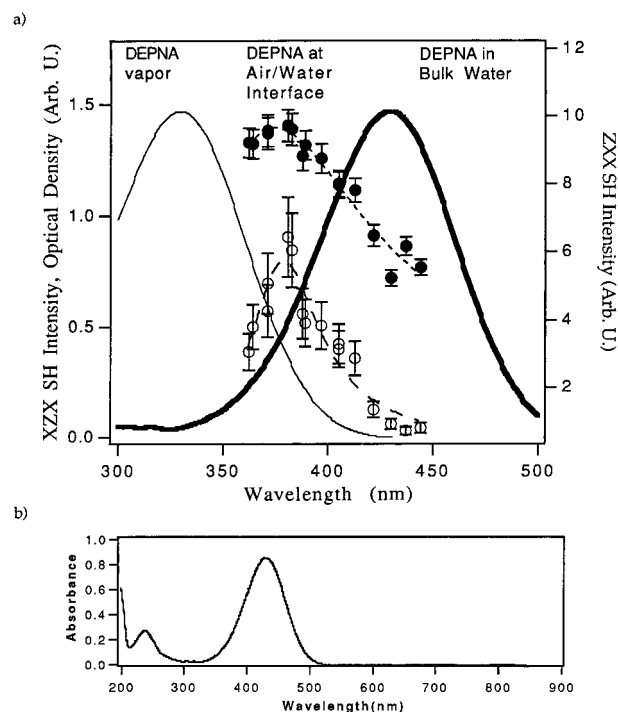 a)
XZX SH Intensity, Optical Density (Arb. U.)
ZXX SH Intensity (Arb. U.)
DEPNA vapor
DEPNA at Air/Water Interface
DEPNA in Bulk Water
1.5
1.0
0.5
0.0
12
10
8
6
4
2
300
350
400
450
500
Wavelength (nm)
b)
Absorbance
1.0
0.8
0.6
0.4
0.2
0.0
200
300
400
500
600
700
800
900
Wavelength(nm)